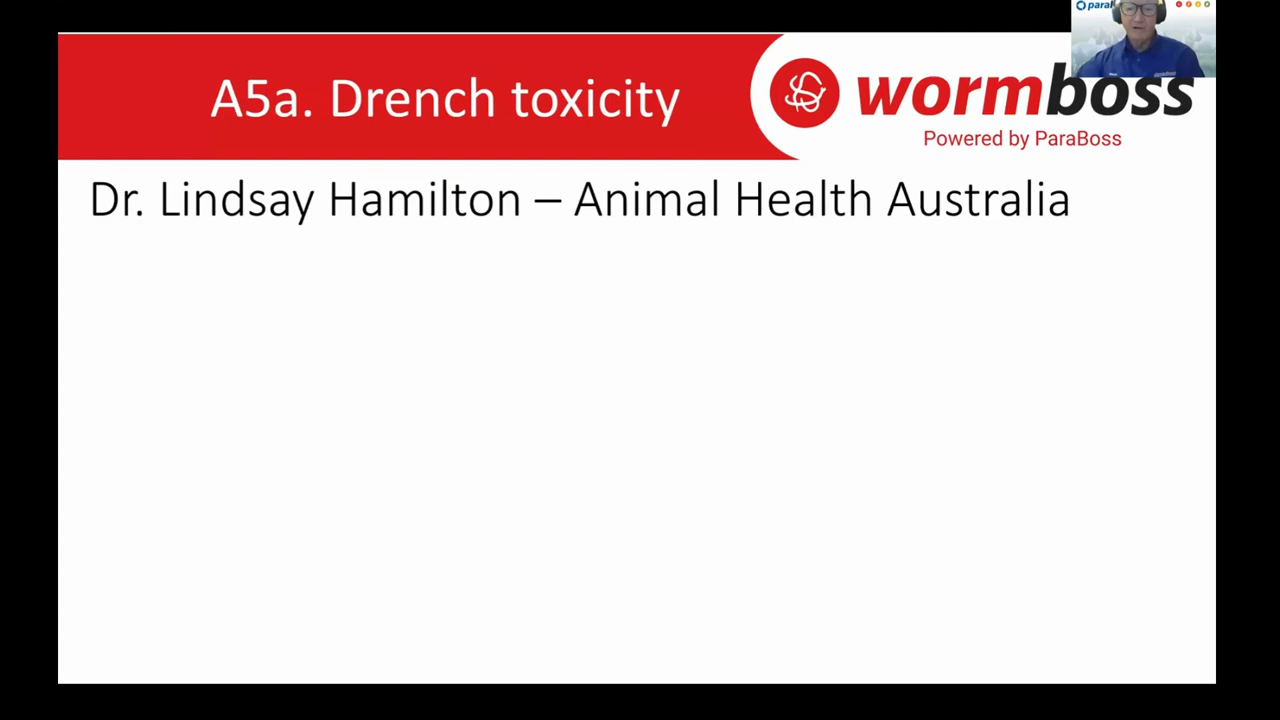 A5a. Drench toxicity
wormboss
Powered by ParaBoss
Dr. Lindsay Hamilton – Animal Health Australia